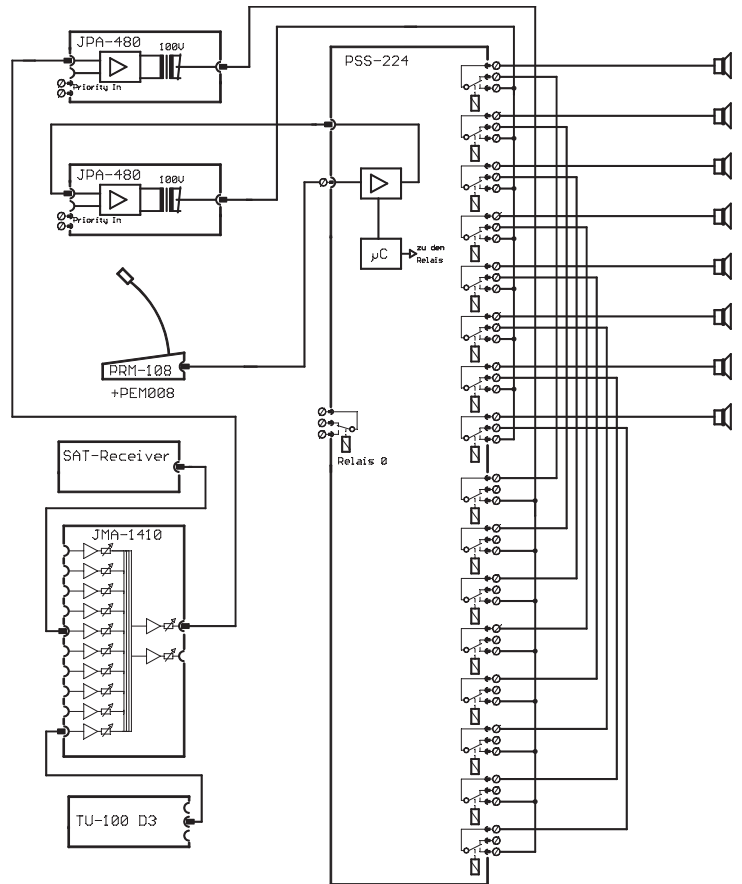 JPA-480
100V
Priority In
PSS-224
JPA-480
100V
Priority In
µC
zu den
Relais
PRM-108
+PEM008
Relais 0
SAT-Receiver
JMA-1410
TU-100 D3